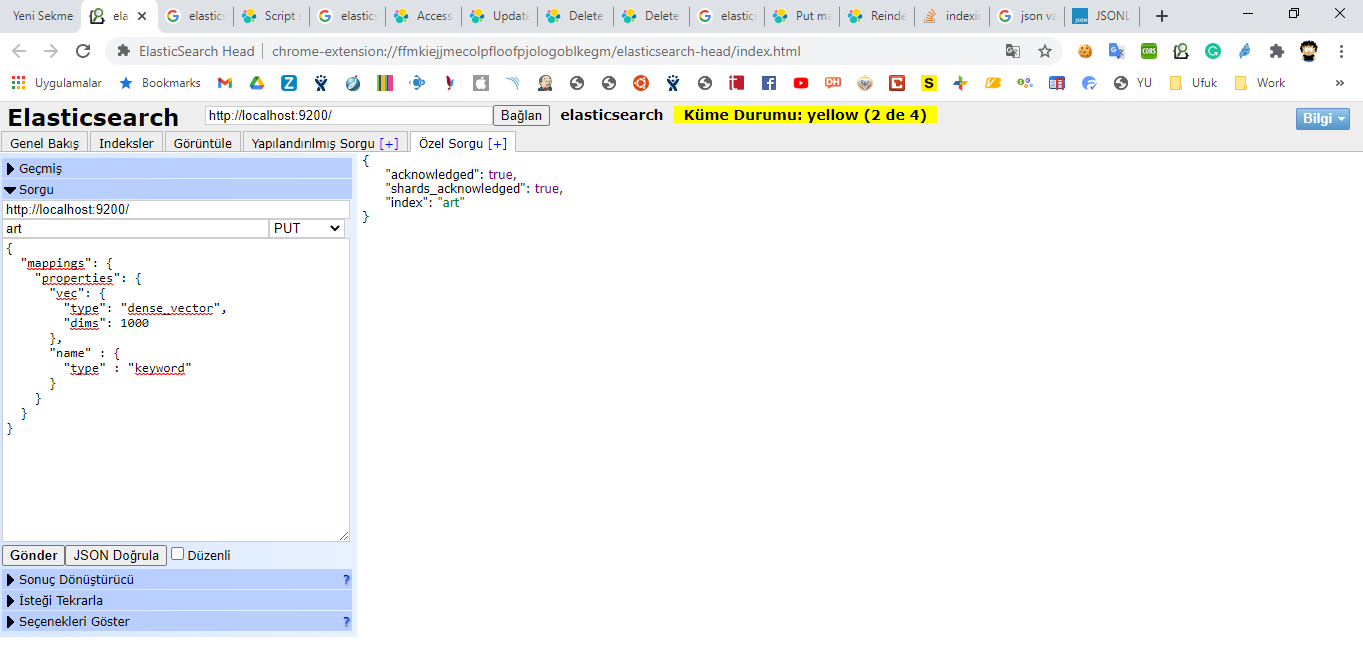 Yeni Sekme ela elastics Script s elastics Access Update Delete Delete elastics Put ma Reinde indexin json va JSONL
ElasticSearch Head | chrome-extension://ffmkiejjmecolpfloofpjologoblkegm/elasticsearch-head/index.html
Uygulamalar Bookmarks YU Ufuk Work »
Elasticsearch http://localhost:9200/ Bağlan elasticsearch Küme Durumu: yellow (2 de 4) Bilgi
Genel Bakış Indeksler Görüntüle Yapılandırılmış Sorgu [+] Özel Sorgu [+]
Geçmiş
Sorgu
http://localhost:9200/
art PUT
{
"mappings": {
"properties": {
"vec": {
"type": "dense_vector",
"dims": 1000
},
"name" : {
"type" : "keyword"
}
}
}
}
Gönder JSON Doğrula Düzenli
Sonuç Dönüştürücü ?
İsteği Tekrarla
Seçenekleri Göster ?
{
"acknowledged": true,
"shards_acknowledged": true,
"index": "art"
}